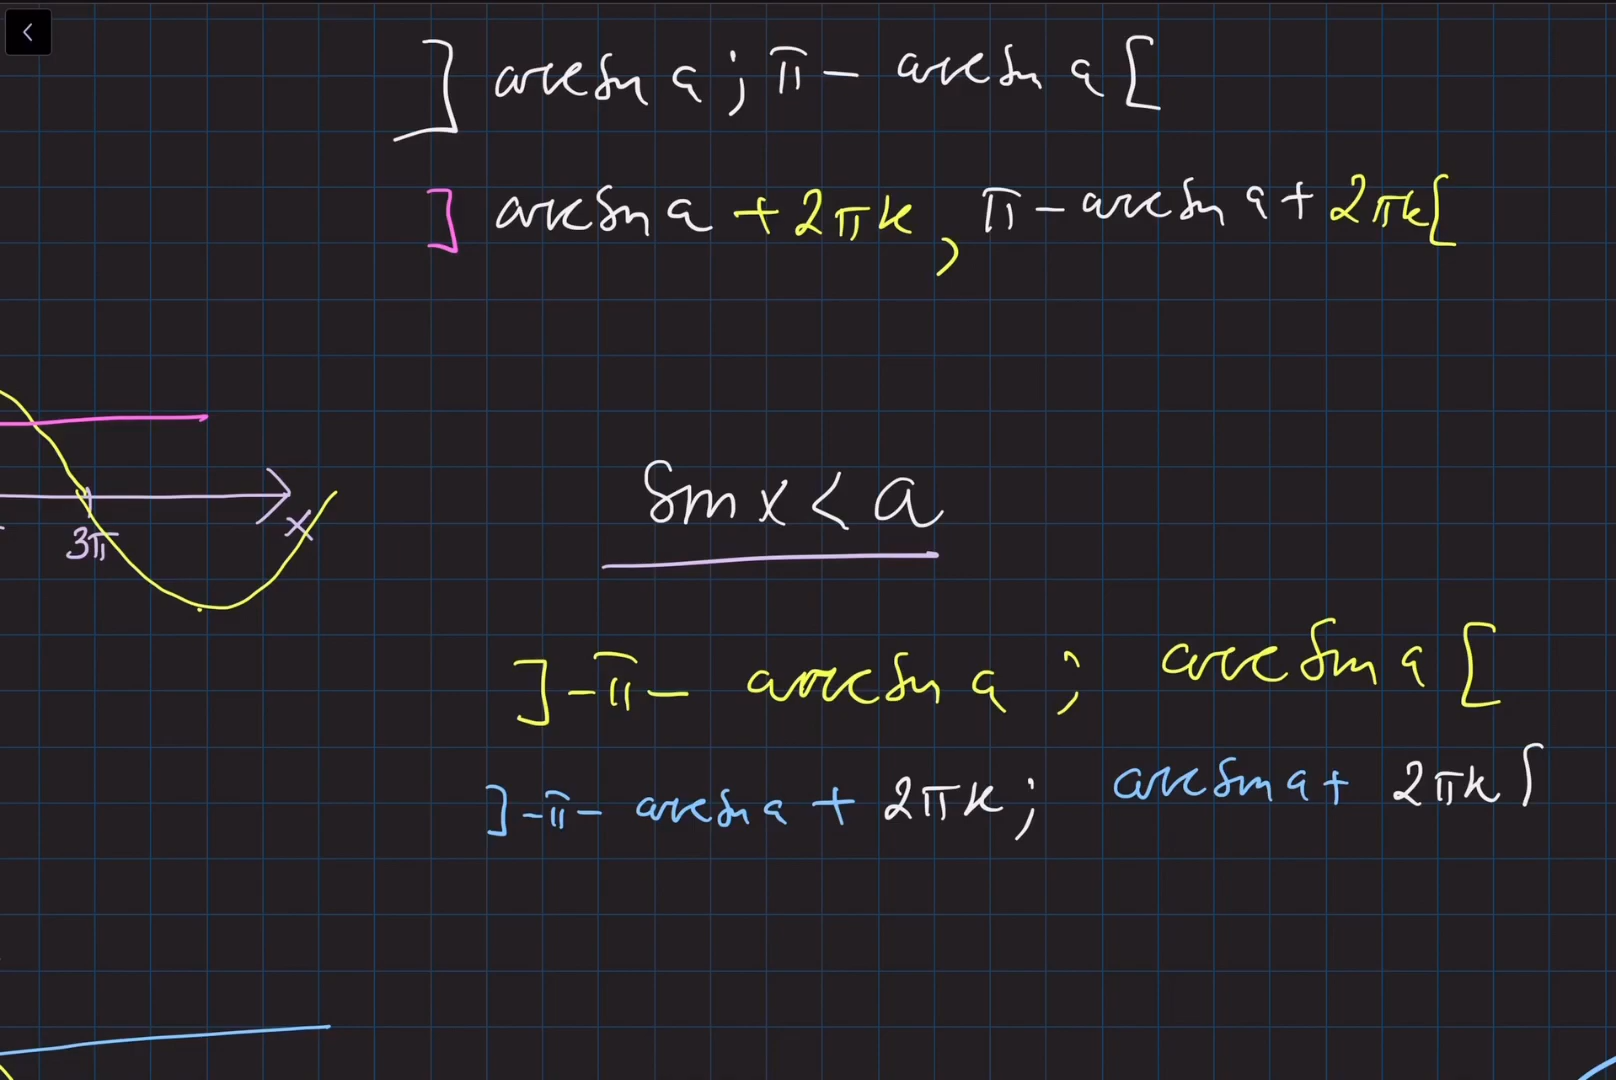 ] arcsin a ; π - arcsin a [
] arcsin a + 2πk , π - arcsin a + 2πk [
3π
x
sin x < a
] -π - arcsin a ; arcsin a [
] -π - arcsin a + 2πk ; arcsin a + 2πk [